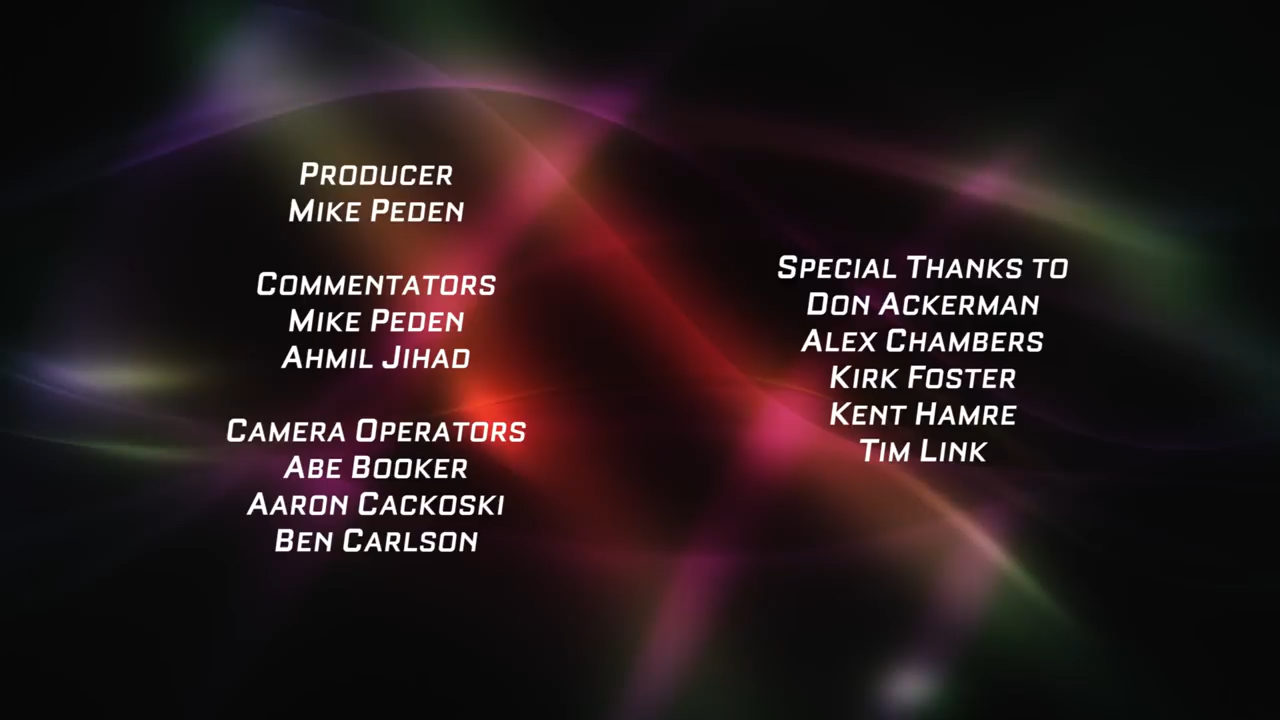 Producer
Mike Peden
Commentators
Mike Peden
Ahmil Jihad
Camera Operators
Abe Booker
Aaron Cackoski
Ben Carlson
Special Thanks to
Don Ackerman
Alex Chambers
Kirk Foster
Kent Hamre
Tim Link